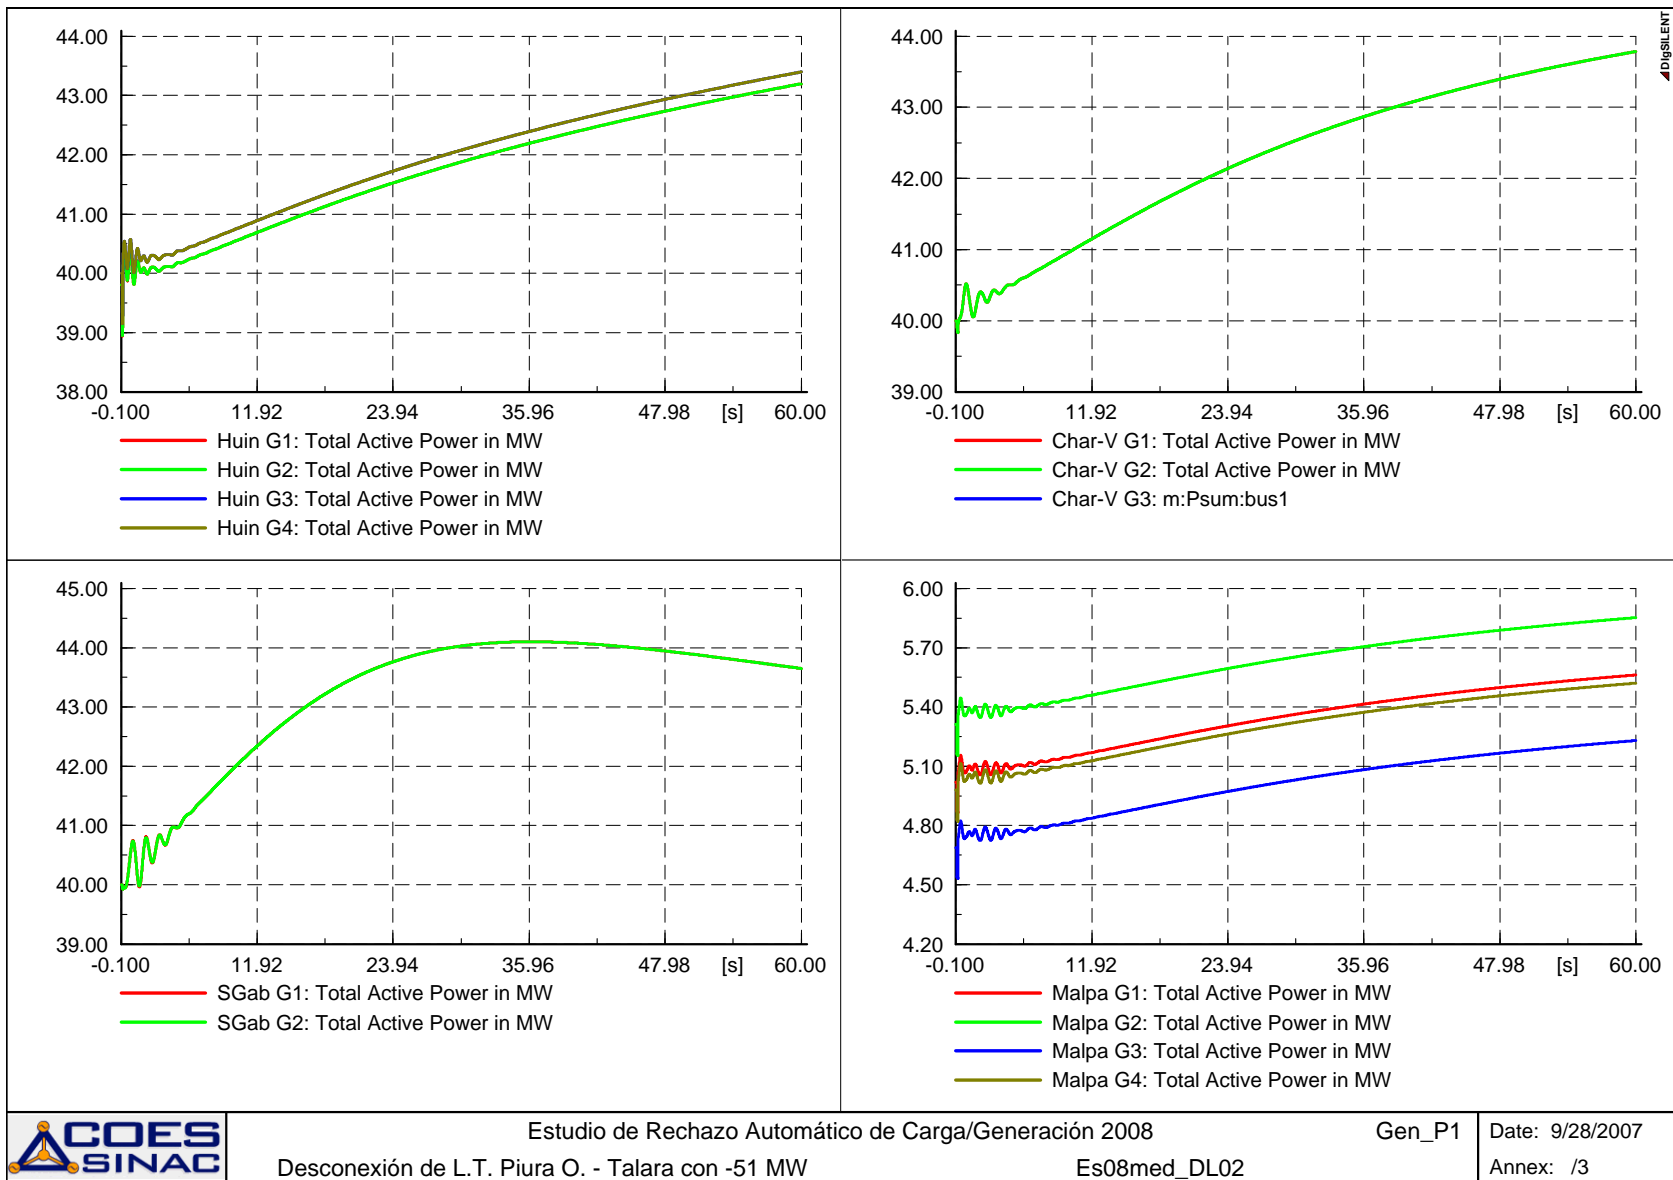 DIgSILENT
44.00
43.00
42.00
41.00
40.00
39.00
38.00
-0.100 11.92 23.94 35.96 47.98 [s] 60.00
Huin G1: Total Active Power in MW
Huin G2: Total Active Power in MW
Huin G3: Total Active Power in MW
Huin G4: Total Active Power in MW
44.00
43.00
42.00
41.00
40.00
39.00
-0.100 11.92 23.94 35.96 47.98 [s] 60.00
Char-V G1: Total Active Power in MW
Char-V G2: Total Active Power in MW
Char-V G3: m:Psum:bus1
45.00
44.00
43.00
42.00
41.00
40.00
39.00
-0.100 11.92 23.94 35.96 47.98 [s] 60.00
SGab G1: Total Active Power in MW
SGab G2: Total Active Power in MW
6.00
5.70
5.40
5.10
4.80
4.50
4.20
-0.100 11.92 23.94 35.96 47.98 [s] 60.00
Malpa G1: Total Active Power in MW
Malpa G2: Total Active Power in MW
Malpa G3: Total Active Power in MW
Malpa G4: Total Active Power in MW
COES
SINAC
Estudio de Rechazo Automático de Carga/Generación 2008 Gen_P1
Desconexión de L.T. Piura O. - Talara con -51 MW Es08med_DL02
Date: 9/28/2007
Annex: /3